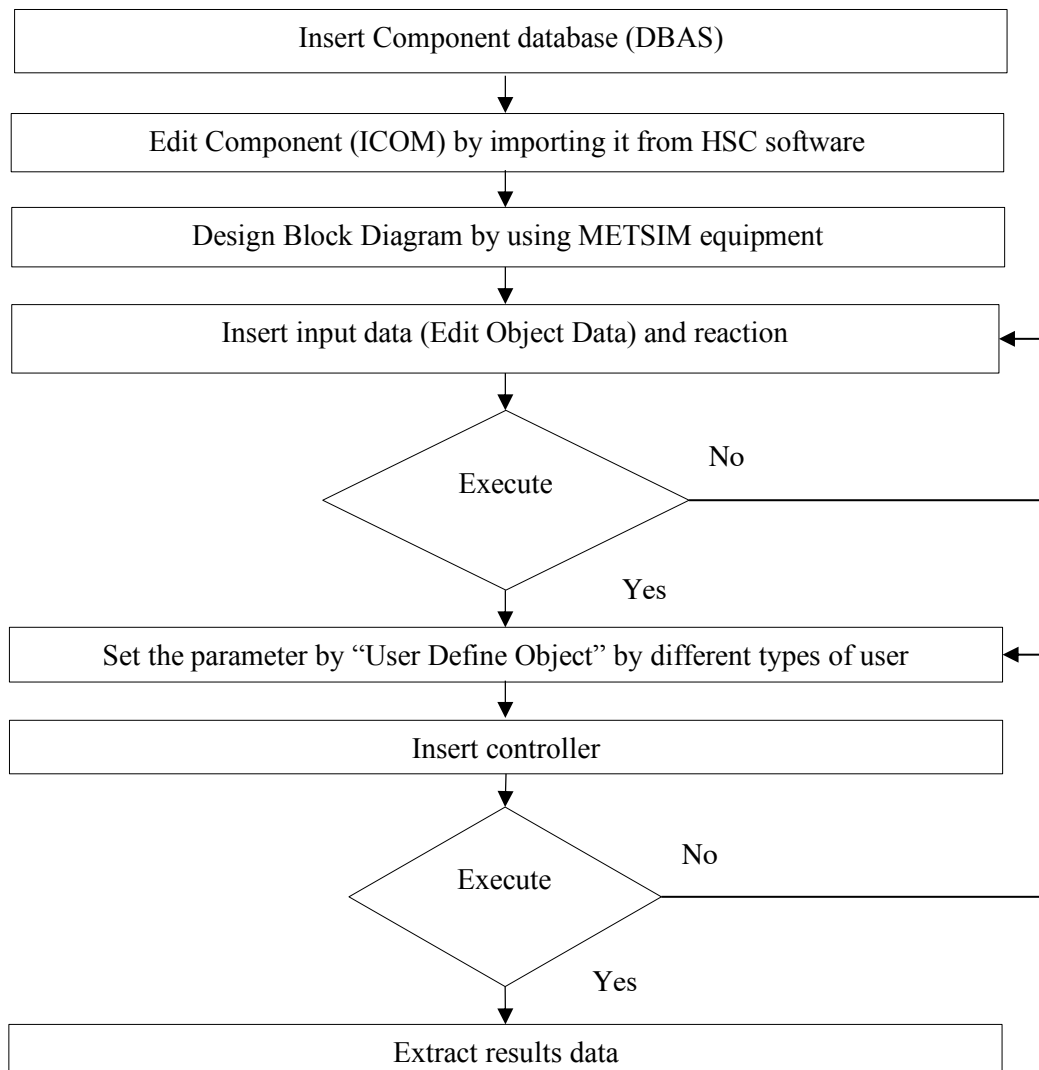 Insert Component database (DBAS)
Edit Component (ICOM) by importing it from HSC software
Design Block Diagram by using METSIM equipment
Insert input data (Edit Object Data) and reaction
No
Execute
Yes
Set the parameter by “User Define Object” by different types of user
Insert controller
No
Execute
Yes
Extract results data